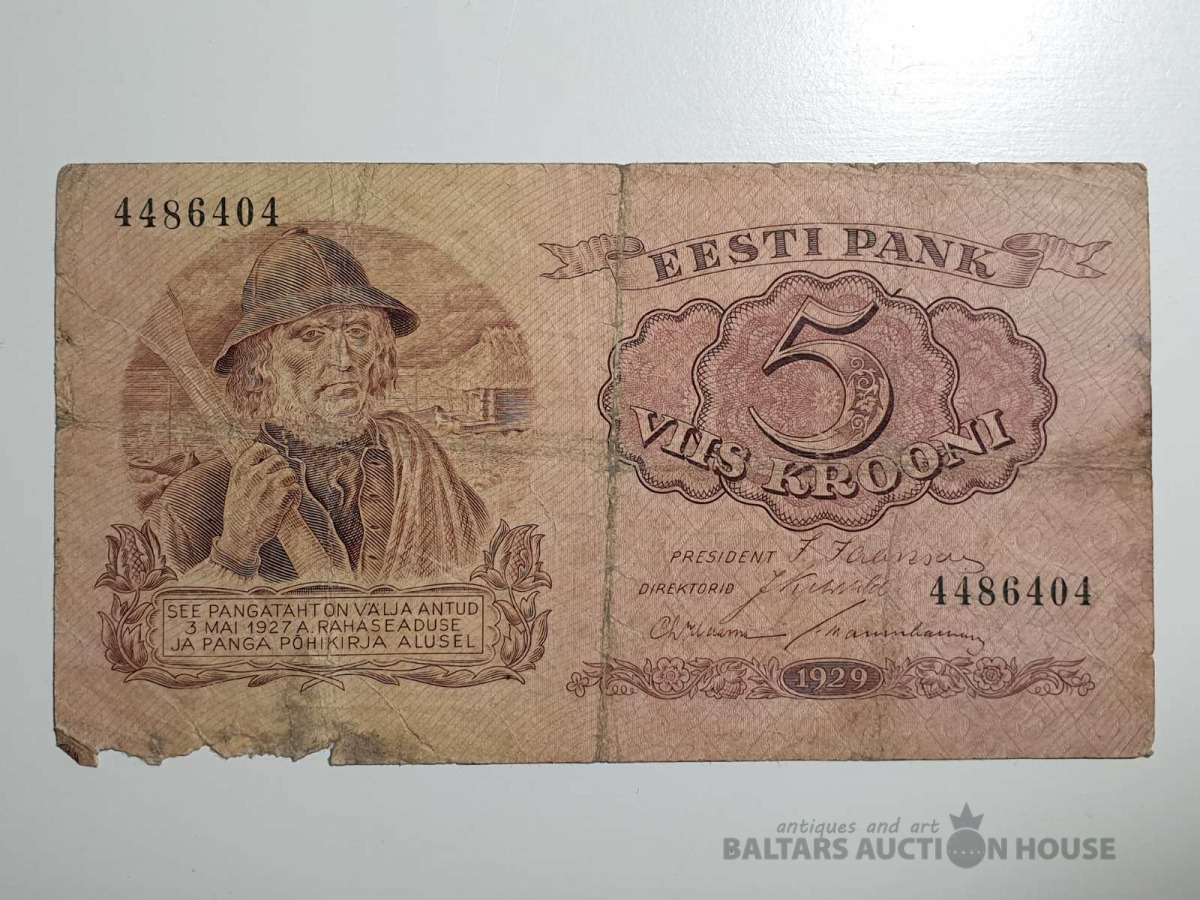 4486404
EESTI PANK
5
VIIS KROONI
PRESIDENT
DIREKTORID
4486404
SEE PANGATAHT ON VÄLJA ANTUD
3 MAI 1927 A. RAHASEADUSE
JA PANGA PÕHIKIRJA ALUSEL
1929
antiques and art
BALTARS AUCTION HOUSE